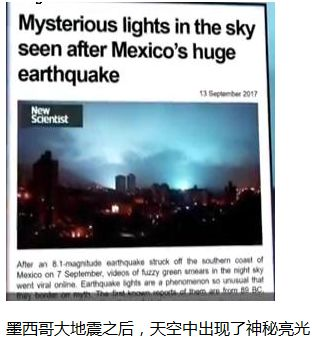 Mysterious lights in the sky
seen after Mexico's huge
earthquake
13 September 2017
New
Scientist
After an 8.1-magnitude earthquake struck off the southern coast of
Mexico on 7 September, videos of fuzzy green smears in the night sky
went viral online. Earthquake lights are a phenomenon so unusual that
they border on myth. The first known reports of them are from 89 BC,
墨西哥大地震之后，天空中出现了神秘亮光